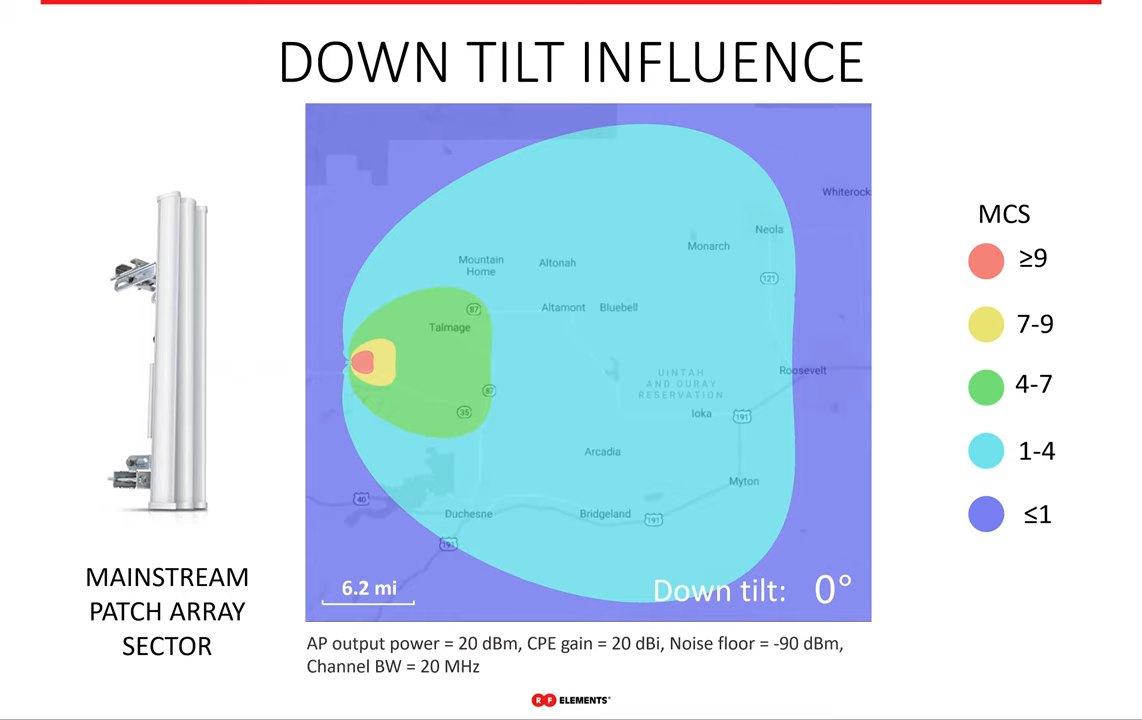 DOWN TILT INFLUENCE
Whiterock
Neola
Monarch
Mountain
Home
Altonah
121
87
Altamont
Bluebell
Talmage
UINTAH
AND OURAY
RESERVATION
Roosevelt
87
35
Ioka
191
Arcadia
Myton
40
Duchesne
Bridgeland
191
191
6.2 mi
Down tilt: 0°
MCS
≥9
7-9
4-7
1-4
≤1
MAINSTREAM
PATCH ARRAY
SECTOR
AP output power = 20 dBm, CPE gain = 20 dBi, Noise floor = -90 dBm,
Channel BW = 20 MHz
RF ELEMENTS